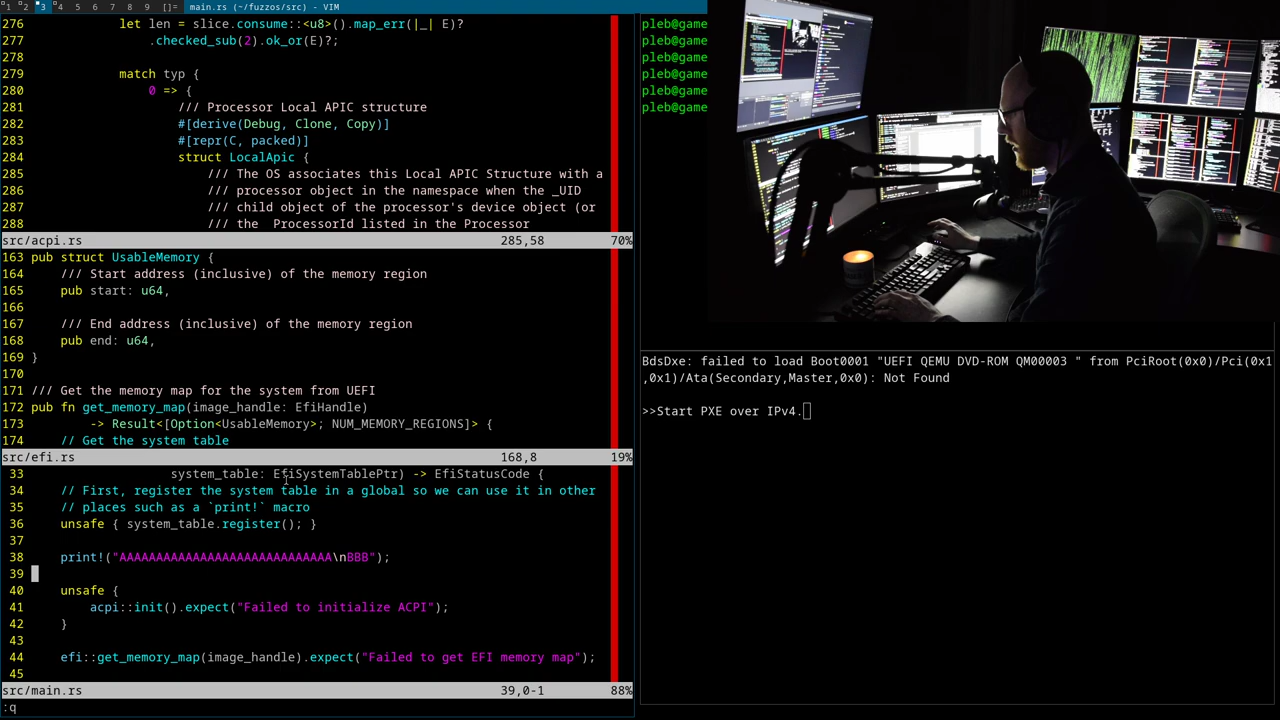 1 2 3 4 5 6 7 8 9 []= main.rs (~/fuzzos/src) - VIM
276 let len = slice.consume::<u8>().map_err(|_| E)?
277 .checked_sub(2).ok_or(E)?;
278
279 match typ {
280 0 => {
281 /// Processor Local APIC structure
282 #[derive(Debug, Clone, Copy)]
283 #[repr(C, packed)]
284 struct LocalApic {
285 /// The OS associates this Local APIC Structure with a
286 /// processor object in the namespace when the _UID
287 /// child object of the processor's device object (or
288 /// the  ProcessorId listed in the Processor
src/acpi.rs 285,58 70%
163 pub struct UsableMemory {
164 /// Start address (inclusive) of the memory region
165 pub start: u64,
166
167 /// End address (inclusive) of the memory region
168 pub end: u64,
169 }
170
171 /// Get the memory map for the system from UEFI
172 pub fn get_memory_map(image_handle: EfiHandle)
173 -> Result<[Option<UsableMemory>; NUM_MEMORY_REGIONS]> {
174 // Get the system table
src/efi.rs 168,8 19%
33 system_table: EfiSystemTablePtr) -> EfiStatusCode {
34 // First, register the system table in a global so we can use it in other
35 // places such as a `print!` macro
36 unsafe { system_table.register(); }
37
38 print!("AAAAAAAAAAAAAAAAAAAAAAAAAAAAA\nBBB");
39
40 unsafe {
41 acpi::init().expect("Failed to initialize ACPI");
42 }
43
44 efi::get_memory_map(image_handle).expect("Failed to get EFI memory map");
45
src/main.rs 39,0-1 88%
:q
pleb@game
pleb@game
pleb@game
pleb@game
pleb@game
pleb@game
BdsDxe: failed to load Boot0001 "UEFI QEMU DVD-ROM QM00003 " from PciRoot(0x0)/Pci(0x1
,0x1)/Ata(Secondary,Master,0x0): Not Found
>>Start PXE over IPv4.